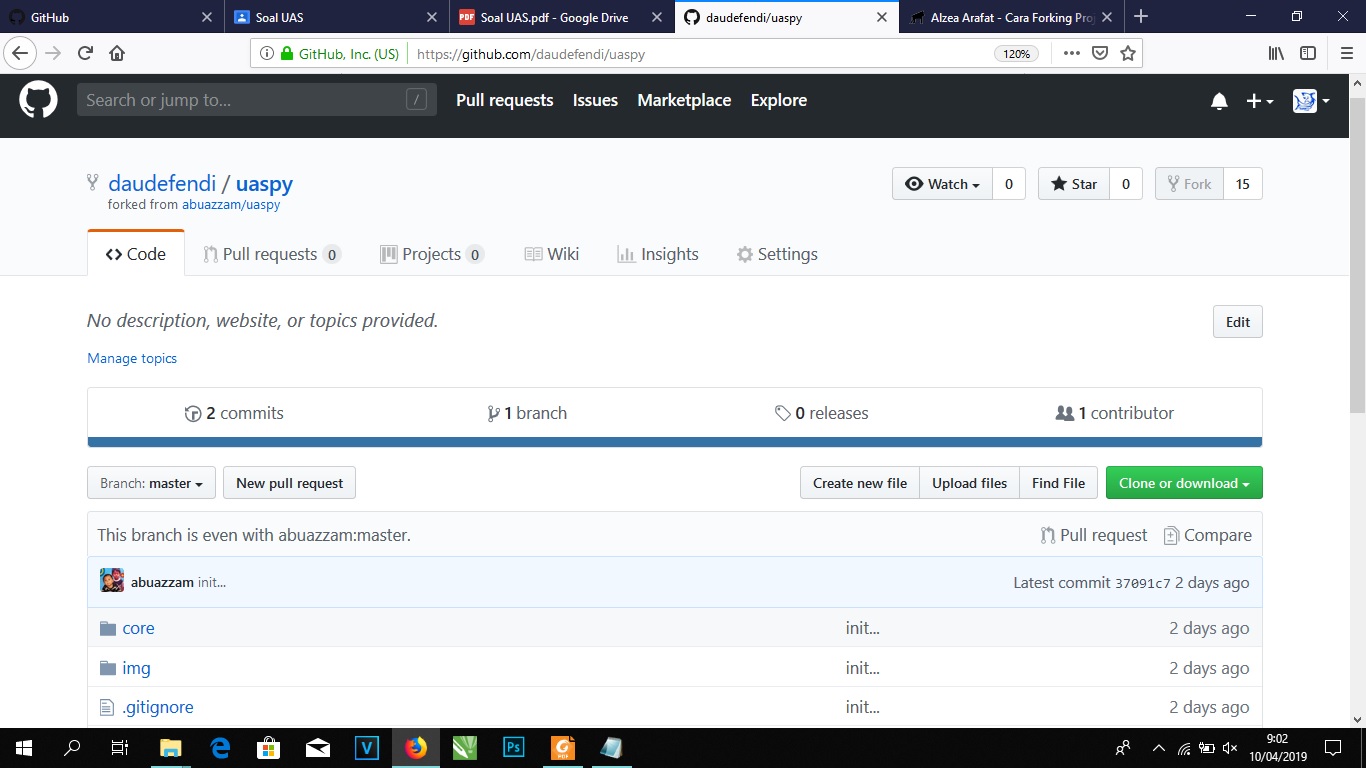 GitHub
Soal UAS
PDF Soal UAS.pdf - Google Drive
daudefendi/uaspy
Alzea Arafat - Cara Forking Pro
GitHub, Inc. (US) https://github.com/daudefendi/uaspy 120%
Search or jump to... / Pull requests Issues Marketplace Explore
daudefendi / uaspy Watch 0 Star 0 Fork 15
forked from abuazzam/uaspy
Code Pull requests 0 Projects 0 Wiki Insights Settings
No description, website, or topics provided. Edit
Manage topics
2 commits 1 branch 0 releases 1 contributor
Branch: master New pull request Create new file Upload files Find File Clone or download
This branch is even with abuazzam:master. Pull request Compare
abuazzam init... Latest commit 37091c7 2 days ago
core init... 2 days ago
img init... 2 days ago
.gitignore init... 2 days ago
V Ps PDF 9:02
10/04/2019